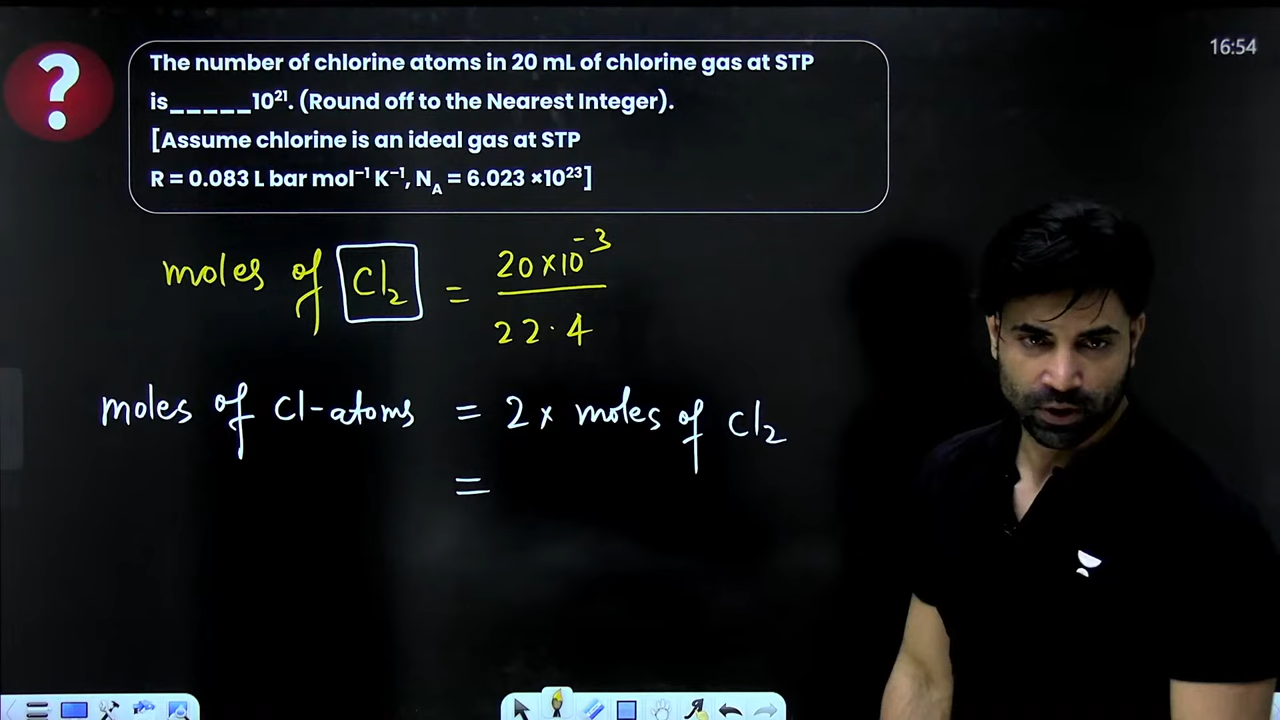 16:54
?
The number of chlorine atoms in 20 mL of chlorine gas at STP
is_____10²¹. (Round off to the Nearest Integer).
[Assume chlorine is an ideal gas at STP
R = 0.083 L bar mol⁻¹ K⁻¹, N_A = 6.023 ×10²³]
moles of Cl₂ = 20×10⁻³ / 22.4
moles of Cl-atoms = 2 × moles of Cl₂
=